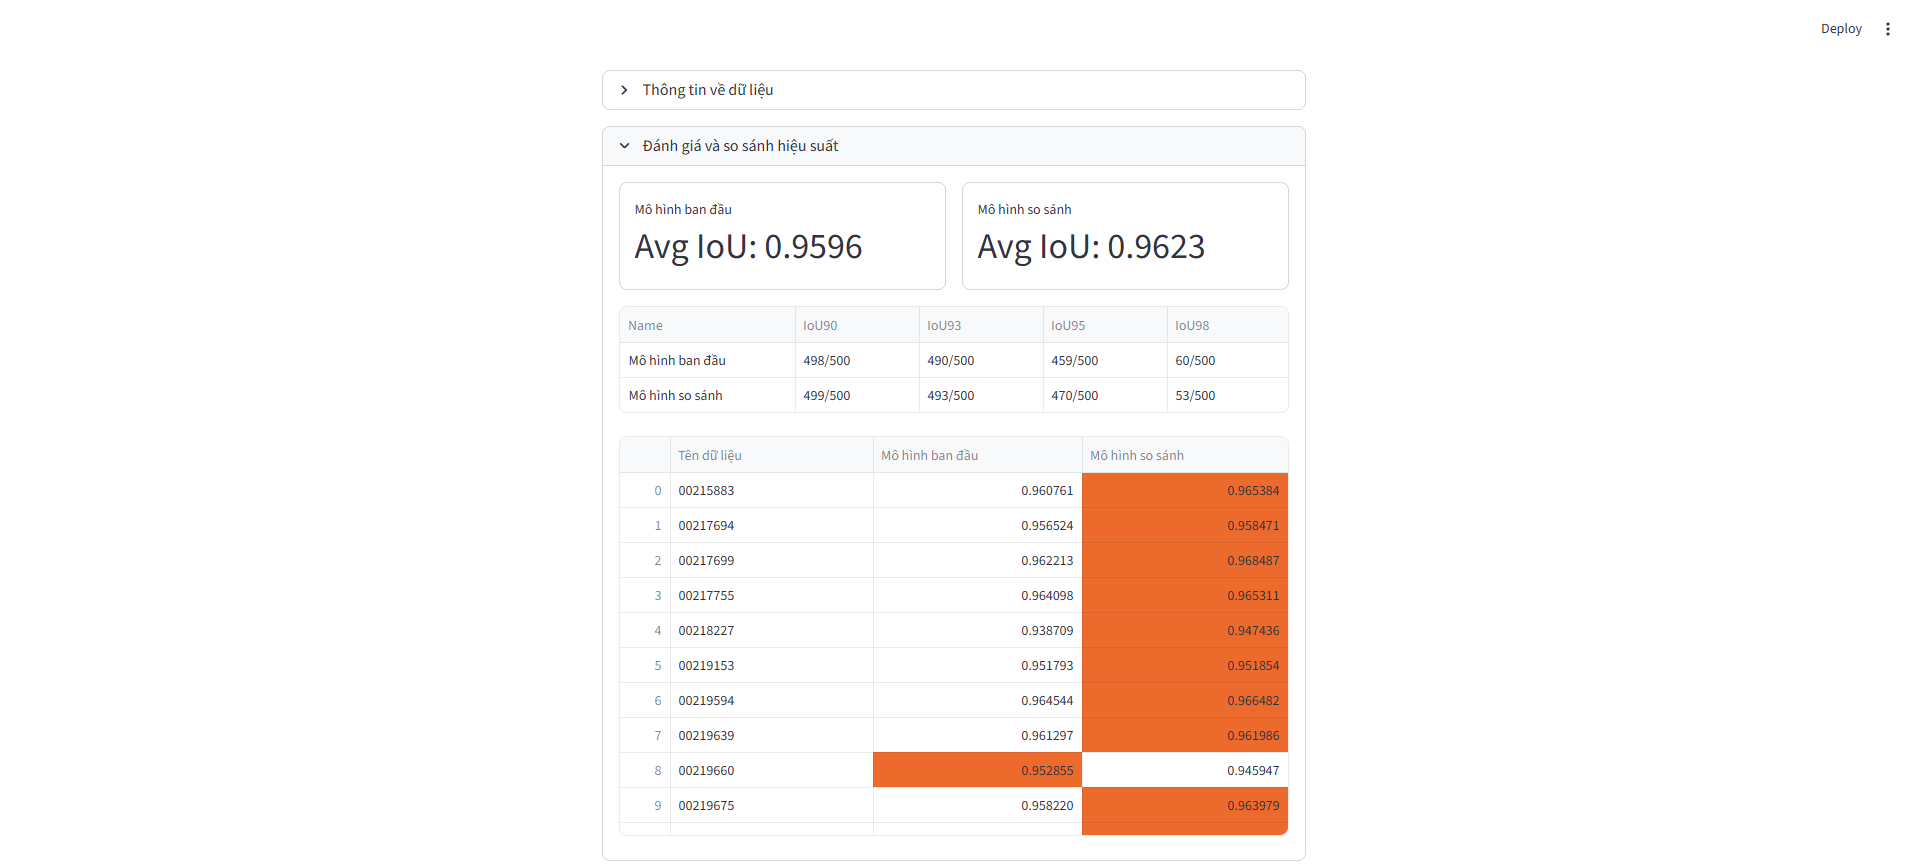 Deploy
Thông tin về dữ liệu
Đánh giá và so sánh hiệu suất
Mô hình ban đầu
Avg IoU: 0.9596
Mô hình so sánh
Avg IoU: 0.9623
Name IoU90 IoU93 IoU95 IoU98
Mô hình ban đầu 498/500 490/500 459/500 60/500
Mô hình so sánh 499/500 493/500 470/500 53/500
Tên dữ liệu Mô hình ban đầu Mô hình so sánh
0 00215883 0.960761 0.965384
1 00217694 0.956524 0.958471
2 00217699 0.962213 0.968487
3 00217755 0.964098 0.965311
4 00218227 0.938709 0.947436
5 00219153 0.951793 0.951854
6 00219594 0.964544 0.966482
7 00219639 0.961297 0.961986
8 00219660 0.952855 0.945947
9 00219675 0.958220 0.963979